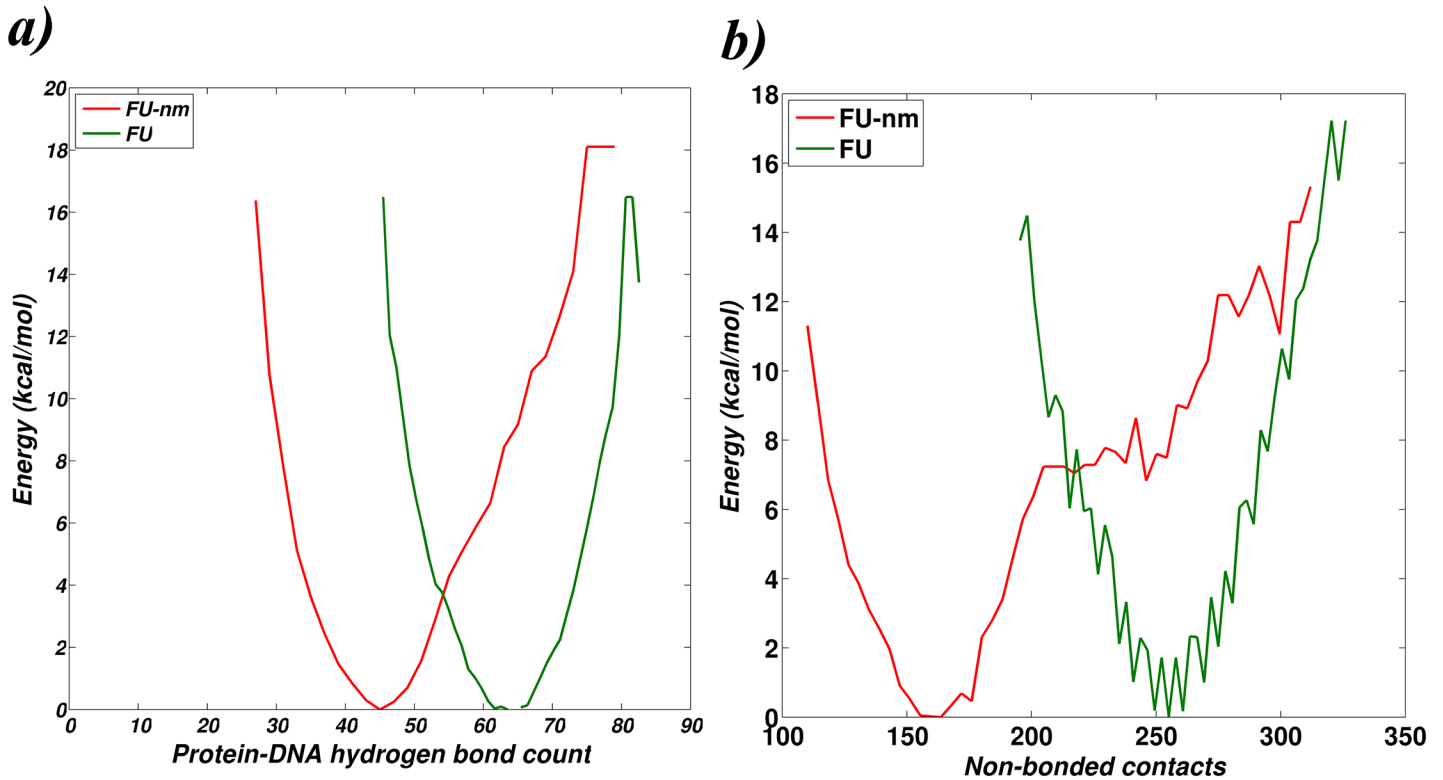 a)
20
18
16
14
12
10
8
6
4
2
0
FU-nm
FU
Energy (kcal/mol)
0 10 20 30 40 50 60 70 80 90
Protein-DNA hydrogen bond count
b)
18
16
14
12
10
8
6
4
2
0
FU-nm
FU
Energy (kcal/mol)
100 150 200 250 300 350
Non-bonded contacts